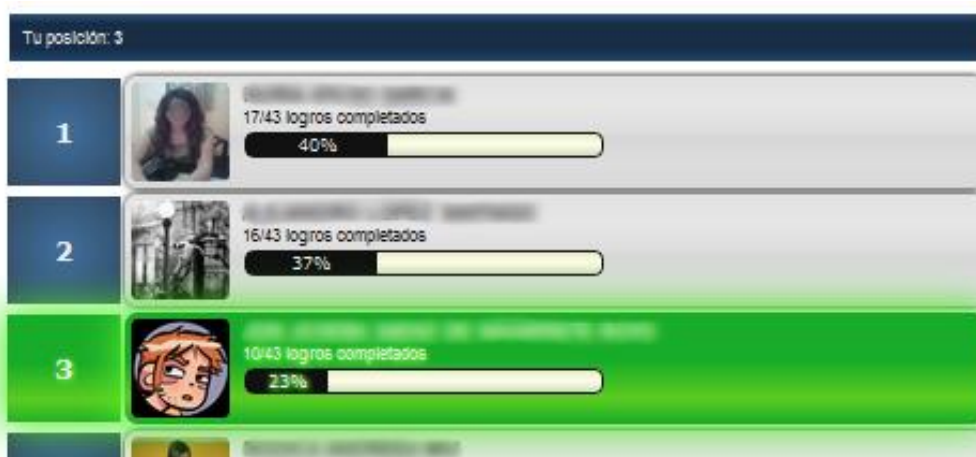 Tu posición: 3
1
17/43 logros completados
40%
2
16/43 logros completados
37%
3
10/43 logros completados
23%